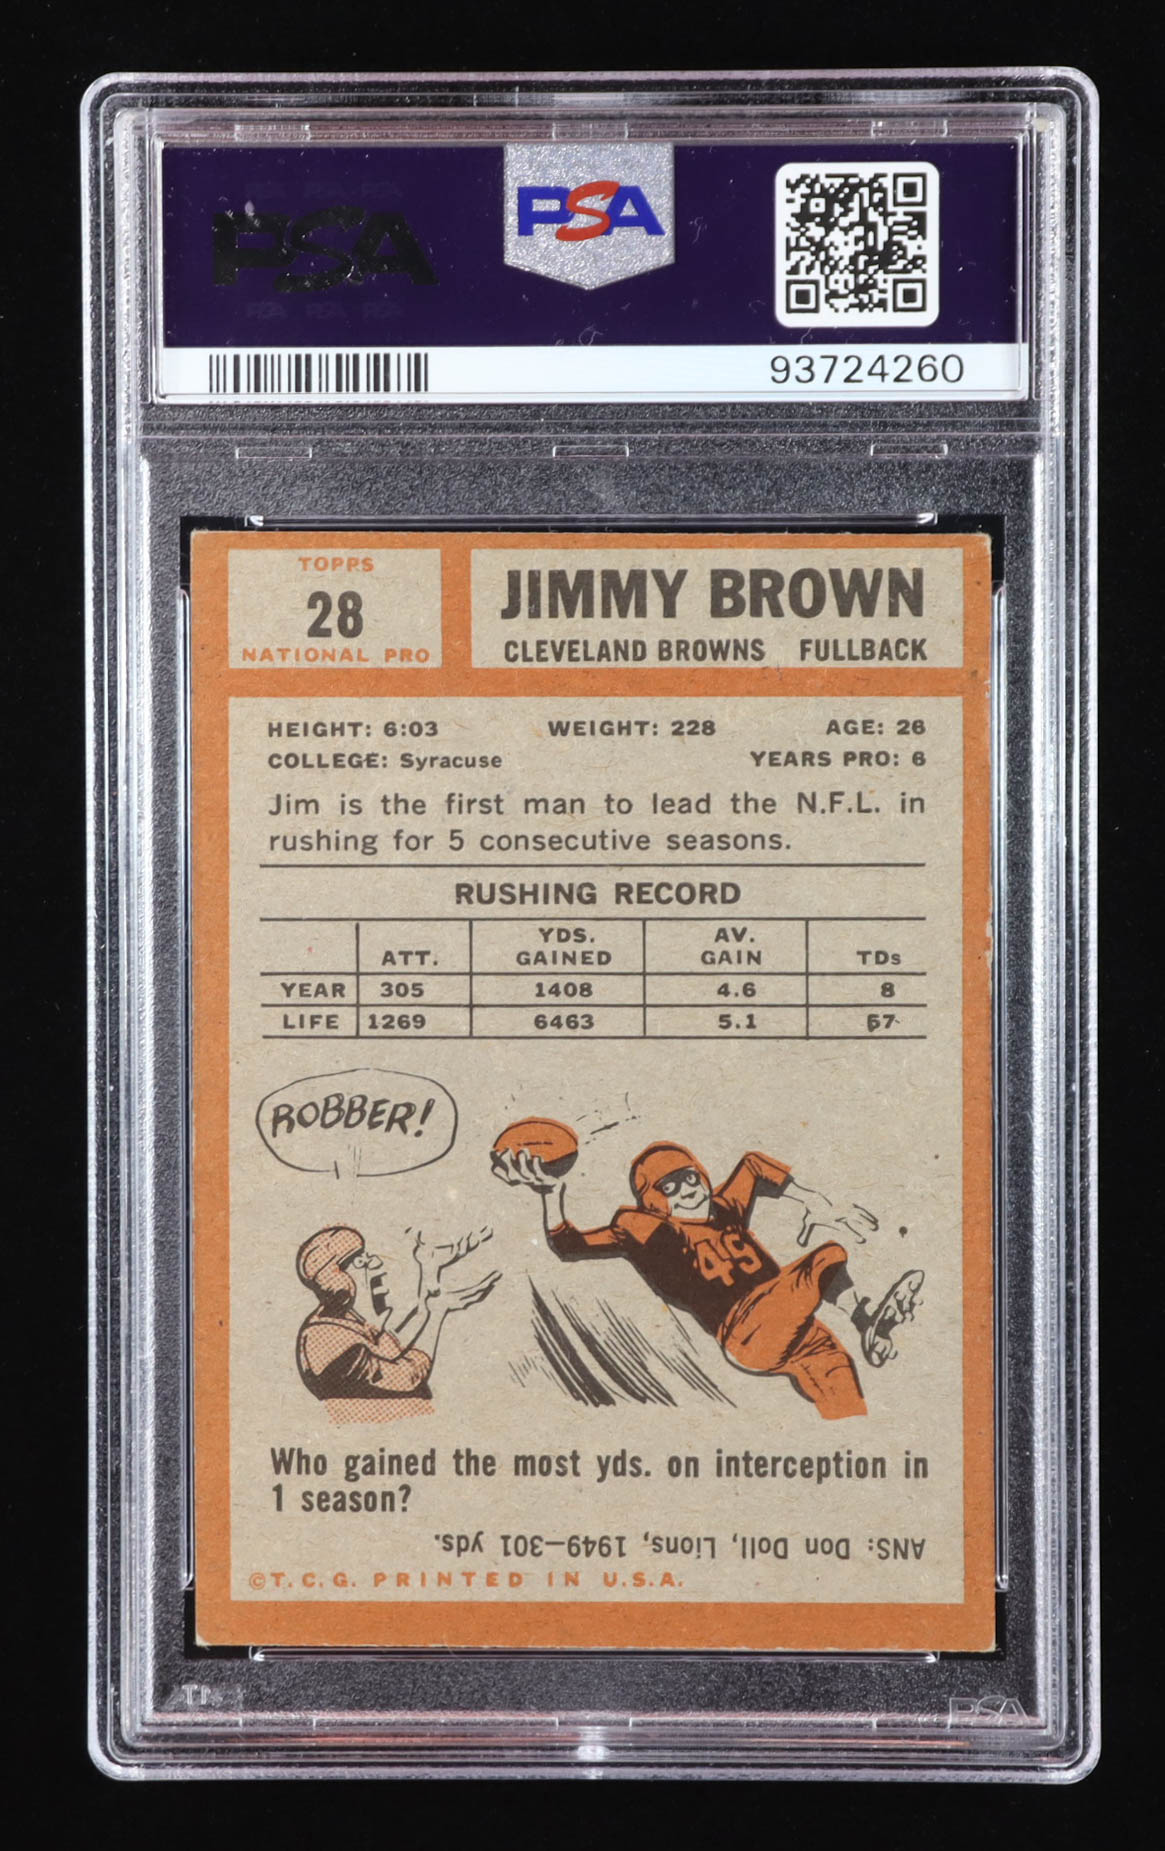 PSA
PSA
93724260
TOPPS
28
NATIONAL PRO
JIMMY BROWN
CLEVELAND BROWNS FULLBACK
HEIGHT: 6:03 WEIGHT: 228 AGE: 26
COLLEGE: Syracuse YEARS PRO: 6
Jim is the first man to lead the N.F.L. in
rushing for 5 consecutive seasons.
RUSHING RECORD
ATT. YDS. GAINED AV. GAIN TDs
YEAR 305 1408 4.6 8
LIFE 1269 6463 5.1 57
ROBBER!
49
Who gained the most yds. on interception in
1 season?
ANS: Don Doll, Lions, 1949—301 yds.
©T.C.G. PRINTED IN U.S.A.
PSA